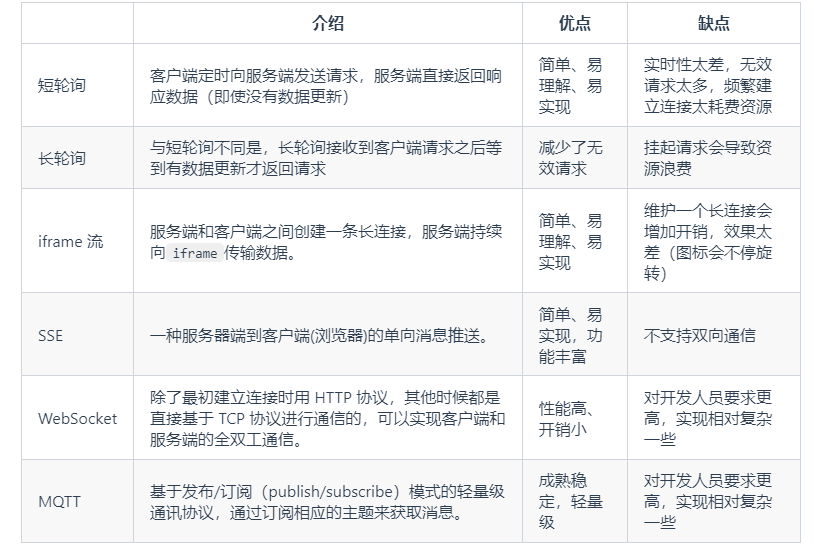 介绍 优点 缺点
短轮询
客户端定时向服务端发送请求，服务端直接返回响
应数据（即使没有数据更新）
简单、易
理解、易
实现
实时性太差，无效
请求太多，频繁建
立连接太耗费资源
长轮询
与短轮询不同是，长轮询接收到客户端请求之后等
到有数据更新才返回请求
减少了无
效请求
挂起请求会导致资
源浪费
iframe 流
服务端和客户端之间创建一条长连接，服务端持续
向 iframe 传输数据。
简单、易
理解、易
实现
维护一个长连接会
增加开销，效果太
差（图标会不停旋
转）
SSE
一种服务器端到客户端(浏览器)的单向消息推送。
简单、易
实现，功
能丰富
不支持双向通信
WebSocket
除了最初建立连接时用 HTTP 协议，其他时候都是
直接基于 TCP 协议进行通信的，可以实现客户端和
服务端的全双工通信。
性能高、
开销小
对开发人员要求更
高，实现相对复杂
一些
MQTT
基于发布/订阅（publish/subscribe）模式的轻量级
通讯协议，通过订阅相应的主题来获取消息。
成熟稳
定，轻量
级
对开发人员要求更
高，实现相对复杂
一些